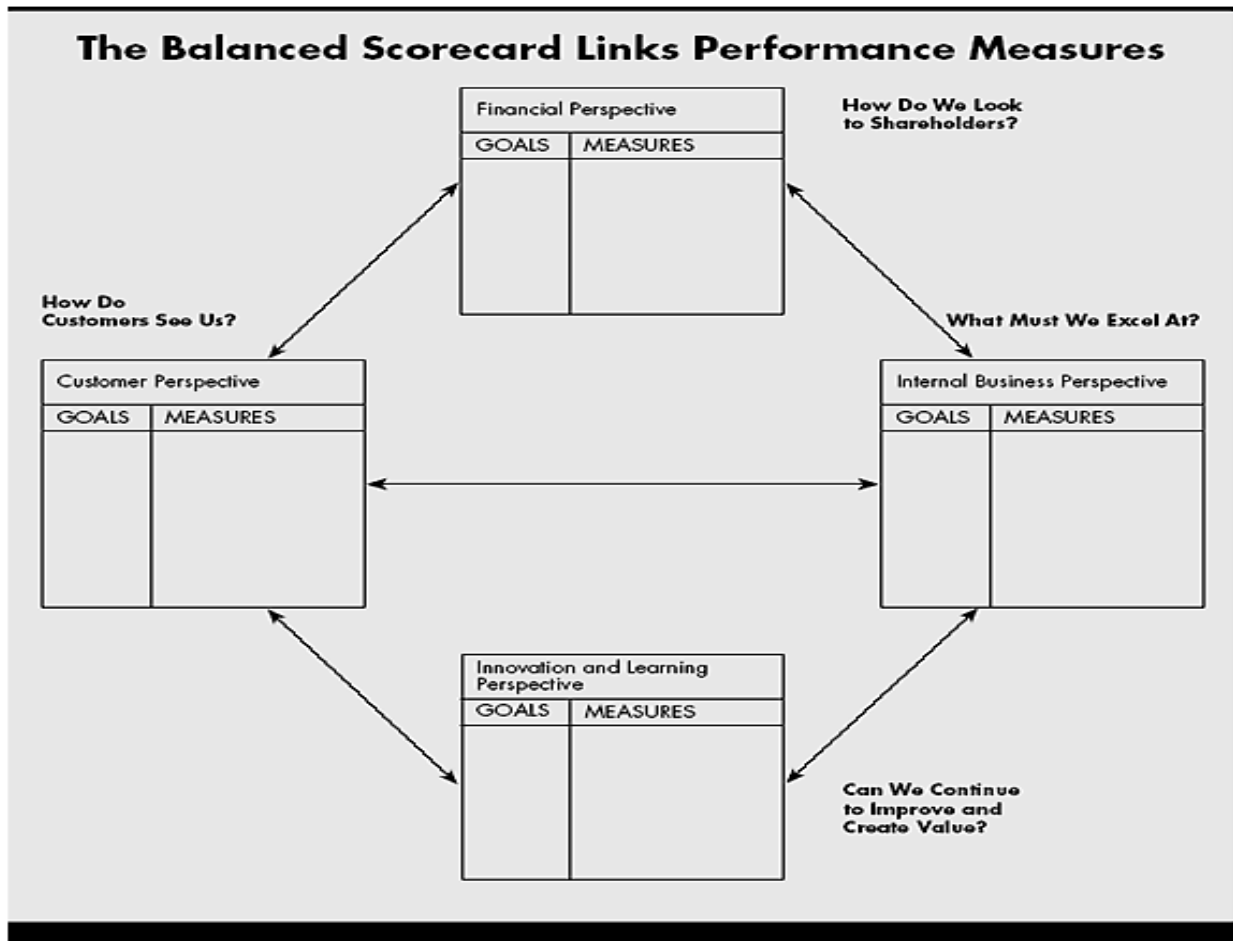 The Balanced Scorecard Links Performance Measures
Financial Perspective
GOALS MEASURES
How Do We Look
to Shareholders?
How Do
Customers See Us?
What Must We Excel At?
Customer Perspective
GOALS MEASURES
Internal Business Perspective
GOALS MEASURES
Innovation and Learning
Perspective
GOALS MEASURES
Can We Continue
to Improve and
Create Value?